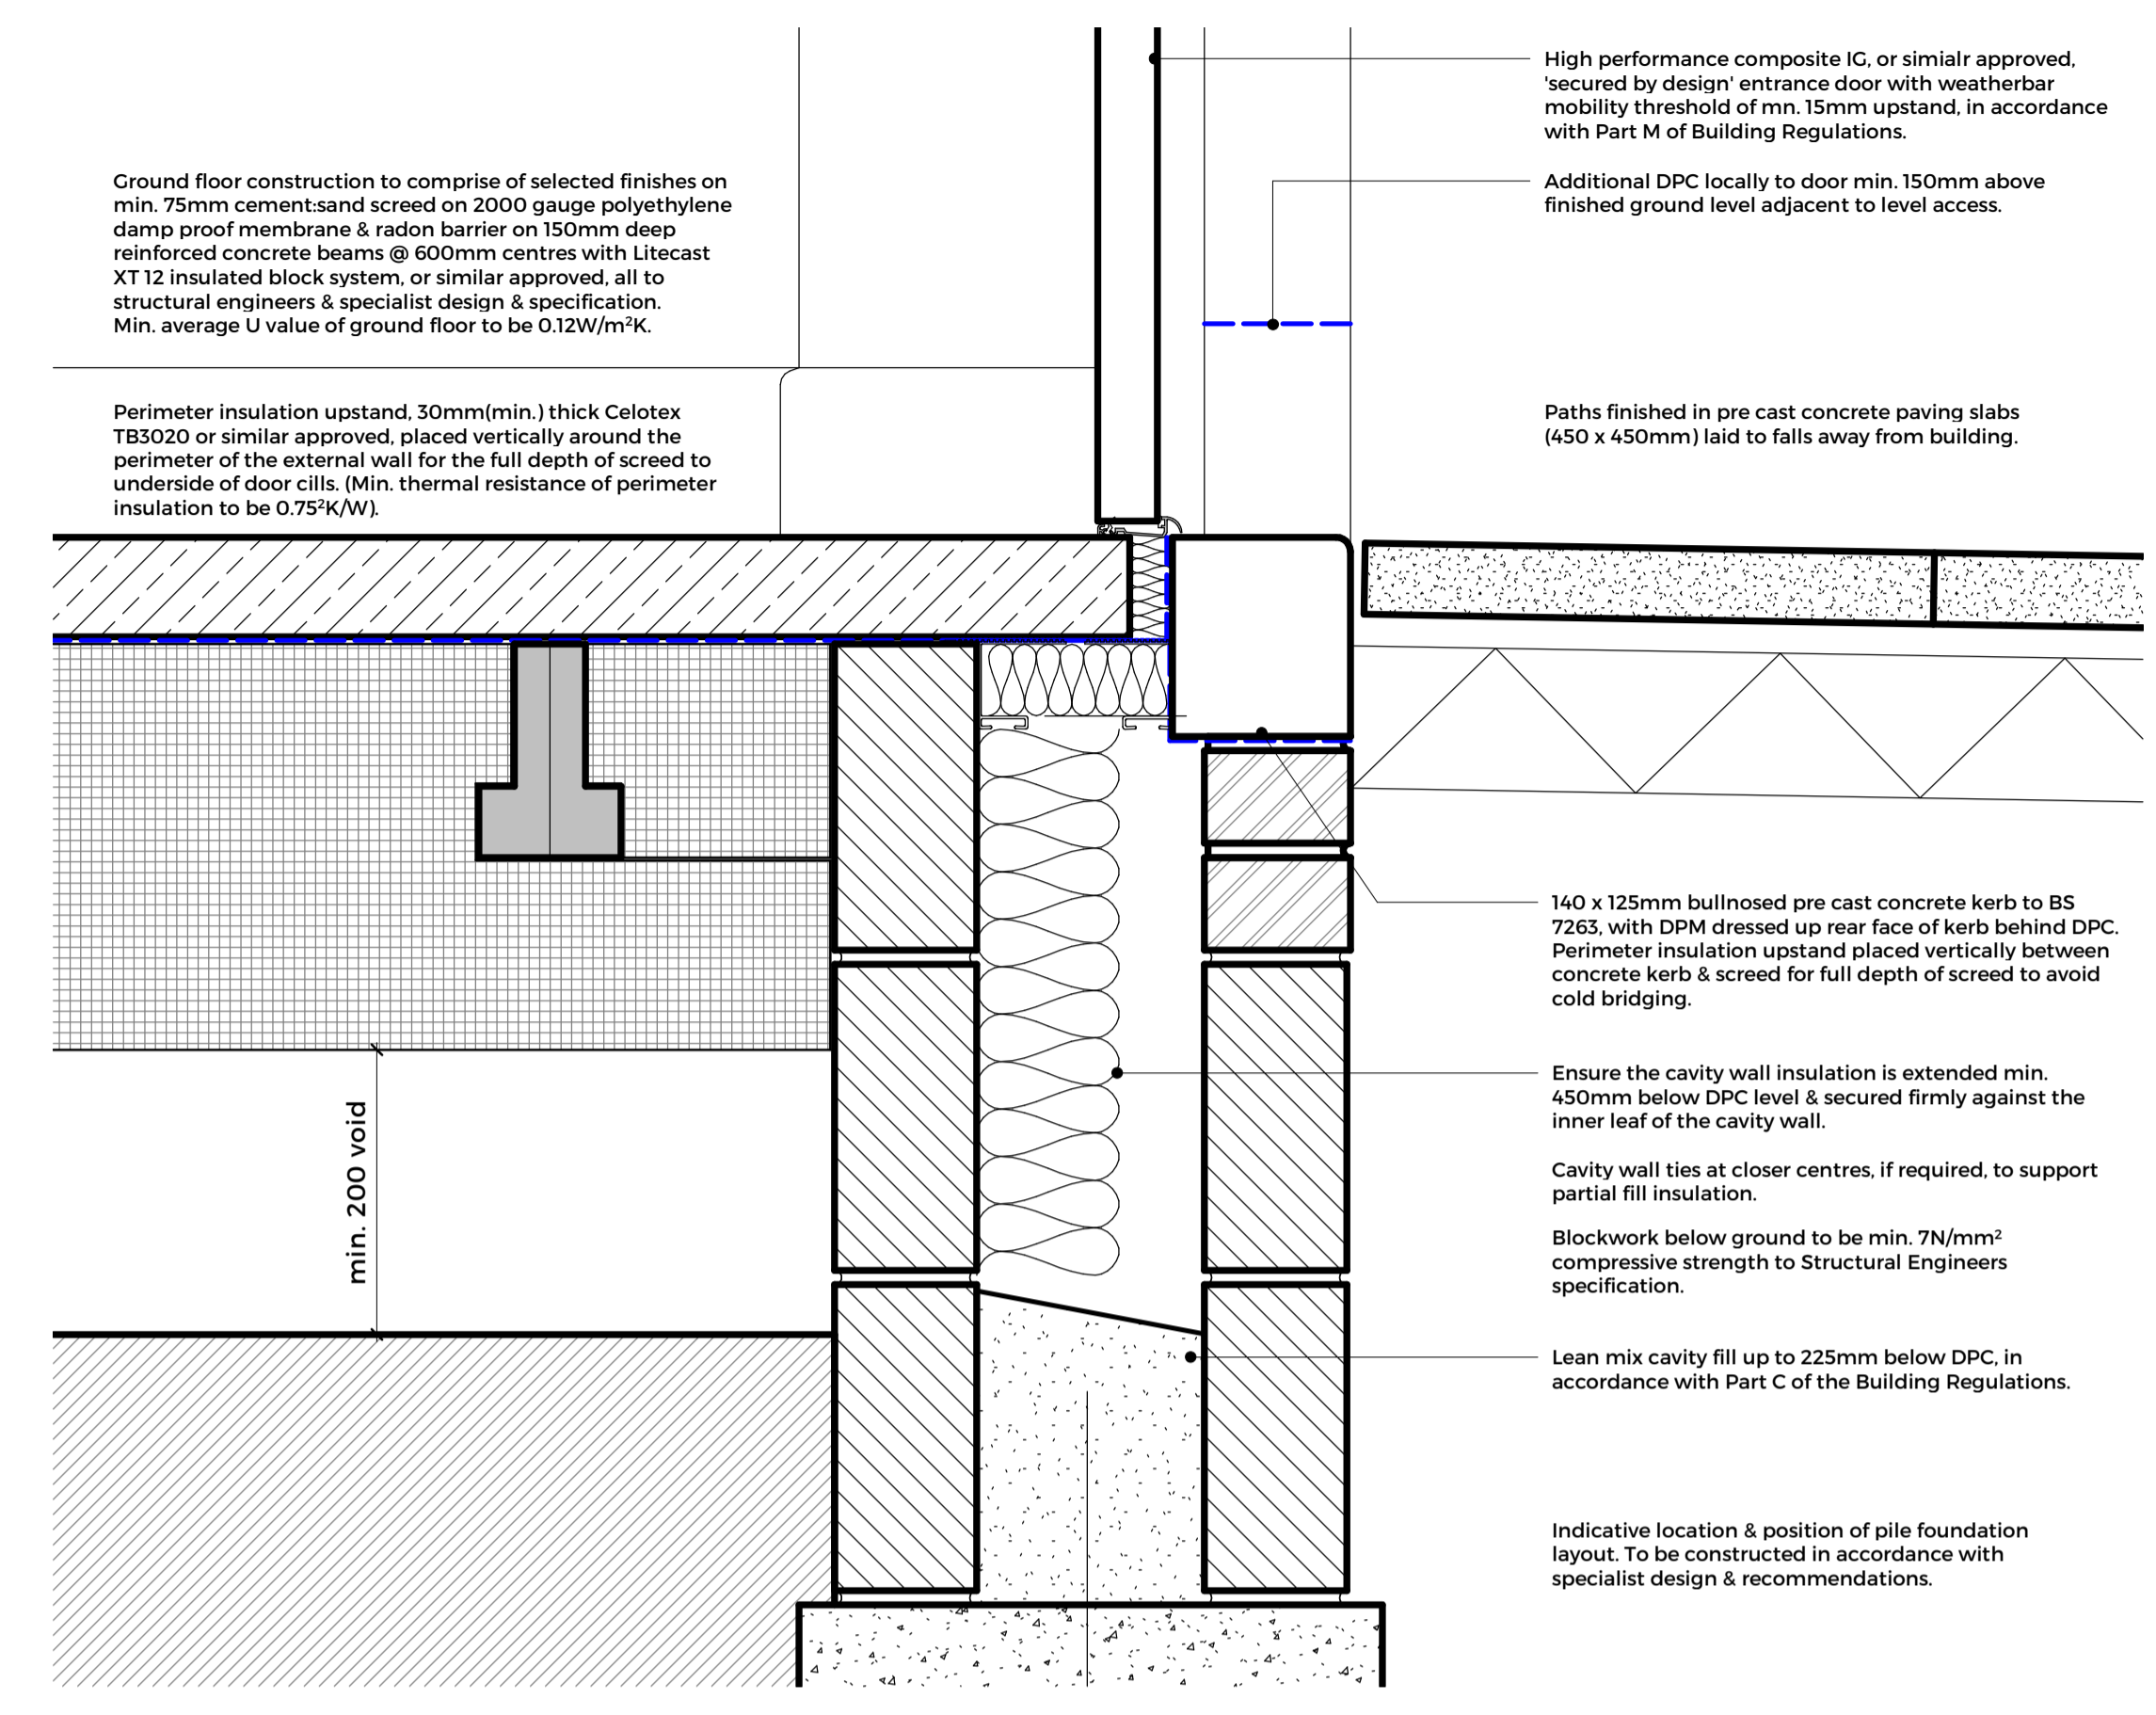 High performance composite IG, or simialr approved,
'secured by design' entrance door with weatherbar
mobility threshold of mn. 15mm upstand, in accordance
with Part M of Building Regulations.
Ground floor construction to comprise of selected finishes on
min. 75mm cement:sand screed on 2000 gauge polyethylene
damp proof membrane & radon barrier on 150mm deep
reinforced concrete beams @ 600mm centres with Litecast
XT 12 insulated block system, or similar approved, all to
structural engineers & specialist design & specification.
Min. average U value of ground floor to be 0.12W/m²K.
Additional DPC locally to door min. 150mm above
finished ground level adjacent to level access.
Perimeter insulation upstand, 30mm(min.) thick Celotex
TB3020 or similar approved, placed vertically around the
perimeter of the external wall for the full depth of screed to
underside of door cills. (Min. thermal resistance of perimeter
insulation to be 0.75²K/W).
Paths finished in pre cast concrete paving slabs
(450 x 450mm) laid to falls away from building.
140 x 125mm bullnosed pre cast concrete kerb to BS
7263, with DPM dressed up rear face of kerb behind DPC.
Perimeter insulation upstand placed vertically between
concrete kerb & screed for full depth of screed to avoid
cold bridging.
Ensure the cavity wall insulation is extended min.
450mm below DPC level & secured firmly against the
inner leaf of the cavity wall.
Cavity wall ties at closer centres, if required, to support
partial fill insulation.
min. 200 void
Blockwork below ground to be min. 7N/mm²
compressive strength to Structural Engineers
specification.
Lean mix cavity fill up to 225mm below DPC, in
accordance with Part C of the Building Regulations.
Indicative location & position of pile foundation
layout. To be constructed in accordance with
specialist design & recommendations.